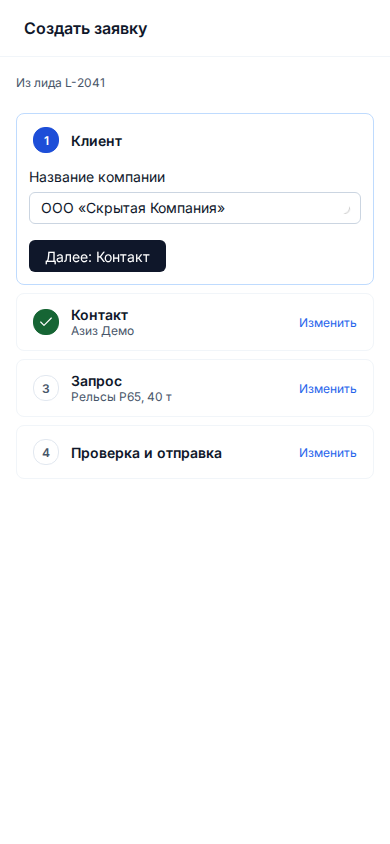 Создать заявку
Из лида L-2041
1 Клиент
Название компании
ООО «Скрытая Компания»
Далее: Контакт
Контакт
Азиз Демо
Изменить
3 Запрос
Рельсы Р65, 40 т
Изменить
4 Проверка и отправка
Изменить